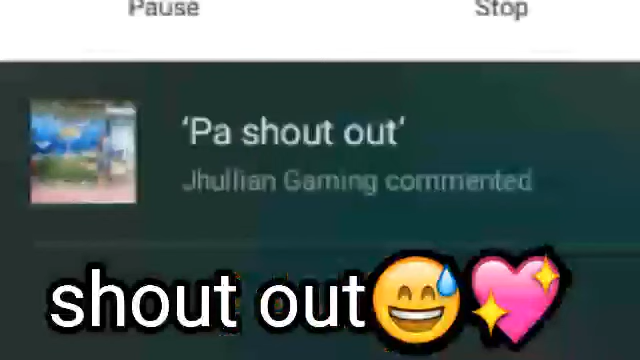 Pause Stop
‘Pa shout out‘
Jhullian Gaming commented
shout out😅💖